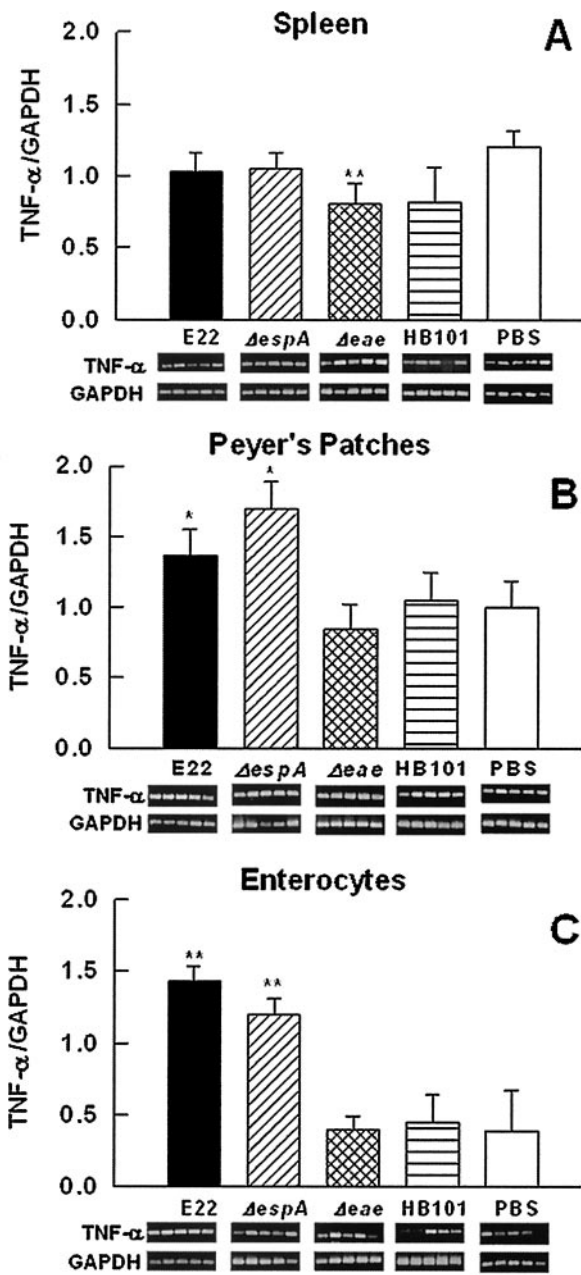 Spleen
A
TNF-α/GAPDH
2.0
1.5
1.0
0.5
0.0
**
E22 ΔespA Δeae HB101 PBS
TNF-α
GAPDH
Peyer's Patches
B
TNF-α/GAPDH
2.0
1.5
1.0
0.5
0.0
* *
E22 ΔespA Δeae HB101 PBS
TNF-α
GAPDH
Enterocytes
C
TNF-α/GAPDH
2.0
1.5
1.0
0.5
0.0
** **
E22 ΔespA Δeae HB101 PBS
TNF-α
GAPDH